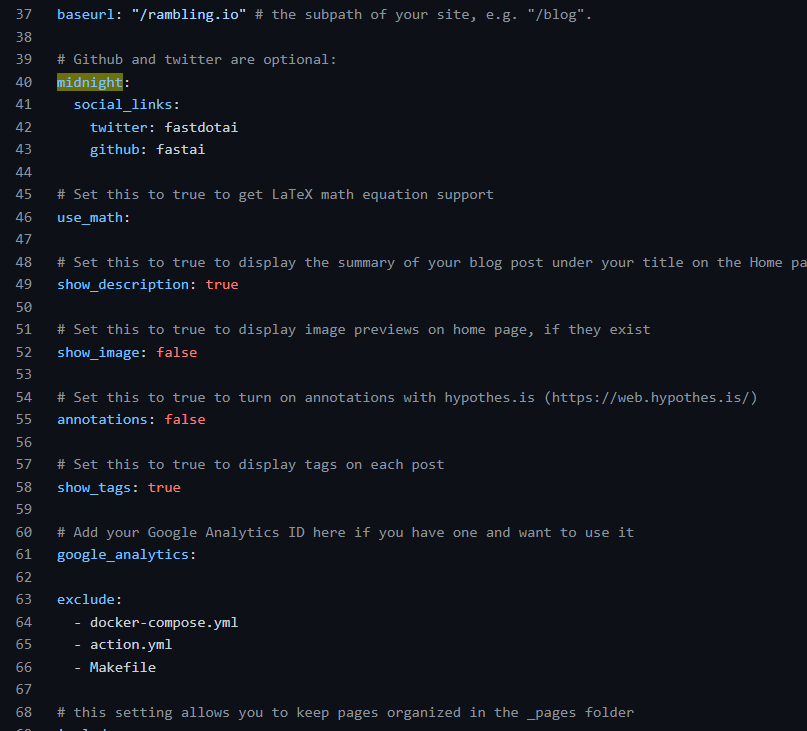 37 baseurl: "/rambling.io" # the subpath of your site, e.g. "/blog".
38
39 # Github and twitter are optional:
40 midnight:
41   social_links:
42     twitter: fastdotai
43     github: fastai
44
45 # Set this to true to get LaTeX math equation support
46 use_math:
47
48 # Set this to true to display the summary of your blog post under your title on the Home pa
49 show_description: true
50
51 # Set this to true to display image previews on home page, if they exist
52 show_image: false
53
54 # Set this to true to turn on annotations with hypothes.is (https://web.hypothes.is/)
55 annotations: false
56
57 # Set this to true to display tags on each post
58 show_tags: true
59
60 # Add your Google Analytics ID here if you have one and want to use it
61 google_analytics:
62
63 exclude:
64   - docker-compose.yml
65   - action.yml
66   - Makefile
67
68 # this setting allows you to keep pages organized in the _pages folder